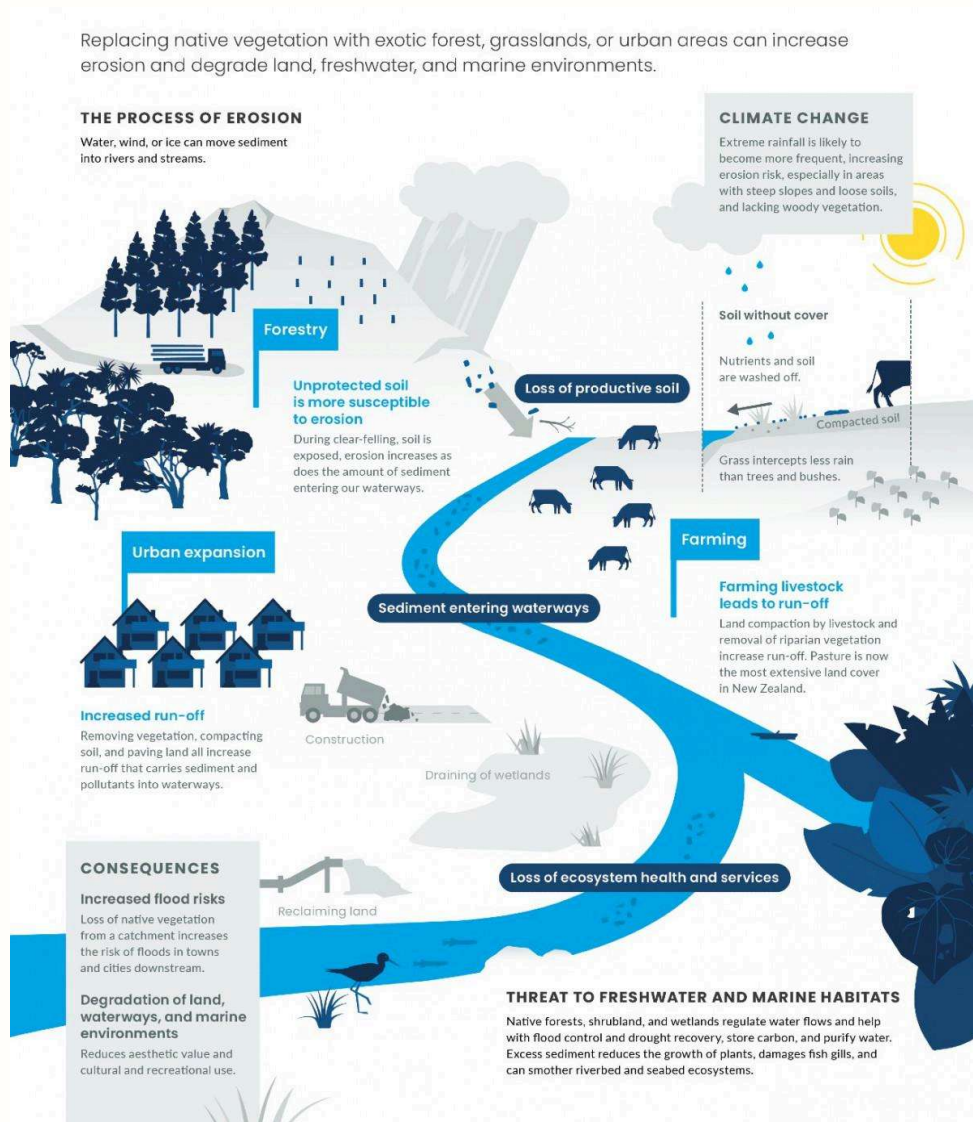 Replacing native vegetation with exotic forest, grasslands, or urban areas can increase
erosion and degrade land, freshwater, and marine environments.
THE PROCESS OF EROSION
Water, wind, or ice can move sediment
into rivers and streams.
CLIMATE CHANGE
Extreme rainfall is likely to
become more frequent, increasing
erosion risk, especially in areas
with steep slopes and loose soils,
and lacking woody vegetation.
Forestry
Unprotected soil
is more susceptible
to erosion
During clear-felling, soil is
exposed, erosion increases as
does the amount of sediment
entering our waterways.
Loss of productive soil
Soil without cover
Nutrients and soil
are washed off.
Compacted soil
Grass intercepts less rain
than trees and bushes.
Urban expansion
Farming
Sediment entering waterways
Farming livestock
leads to run-off
Land compaction by livestock and
removal of riparian vegetation
increase run-off. Pasture is now
the most extensive land cover
in New Zealand.
Increased run-off
Removing vegetation, compacting
soil, and paving land all increase
run-off that carries sediment and
pollutants into waterways.
Construction
Draining of wetlands
Loss of ecosystem health and services
Reclaiming land
CONSEQUENCES
Increased flood risks
Loss of native vegetation
from a catchment increases
the risk of floods in towns
and cities downstream.
Degradation of land,
waterways, and marine
environments
Reduces aesthetic value and
cultural and recreational use.
THREAT TO FRESHWATER AND MARINE HABITATS
Native forests, shrubland, and wetlands regulate water flows and help
with flood control and drought recovery, store carbon, and purify water.
Excess sediment reduces the growth of plants, damages fish gills, and
can smother riverbed and seabed ecosystems.